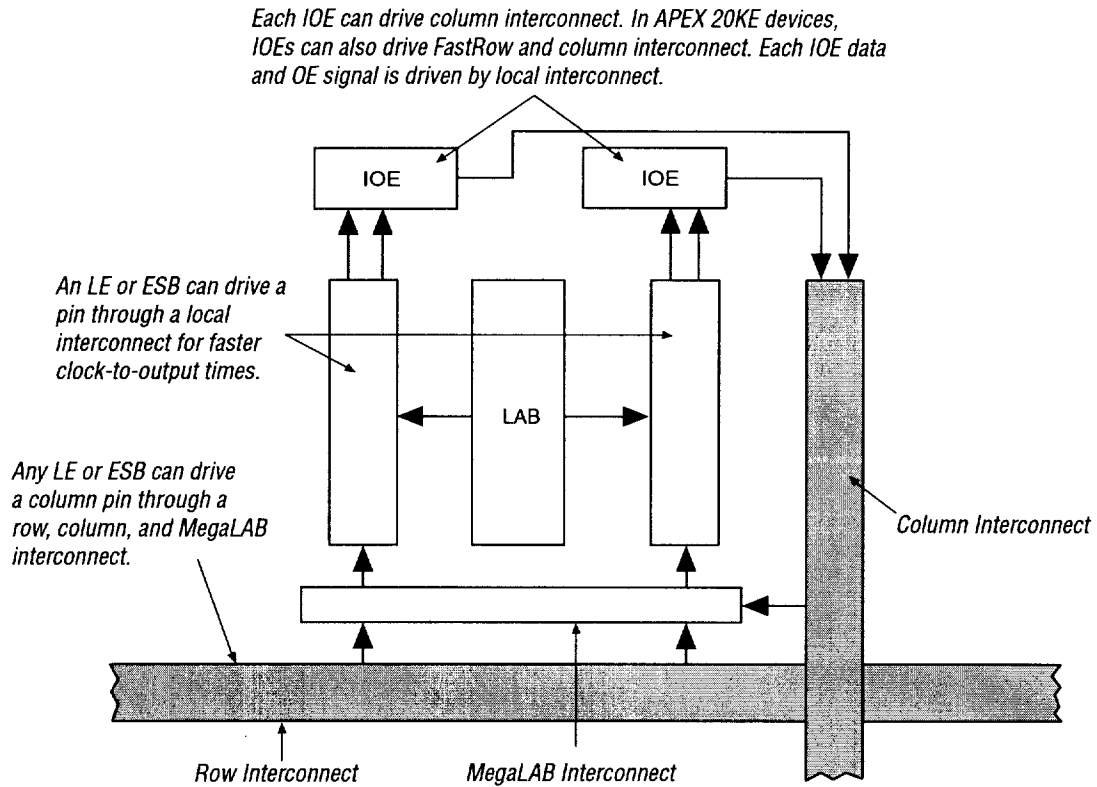 Each IOE can drive column interconnect. In APEX 20KE devices,
IOEs can also drive FastRow and column interconnect. Each IOE data
and OE signal is driven by local interconnect.
IOE
IOE
An LE or ESB can drive a
pin through a local
interconnect for faster
clock-to-output times.
LAB
Any LE or ESB can drive
a column pin through a
row, column, and MegaLAB
interconnect.
Column Interconnect
Row Interconnect
MegaLAB Interconnect